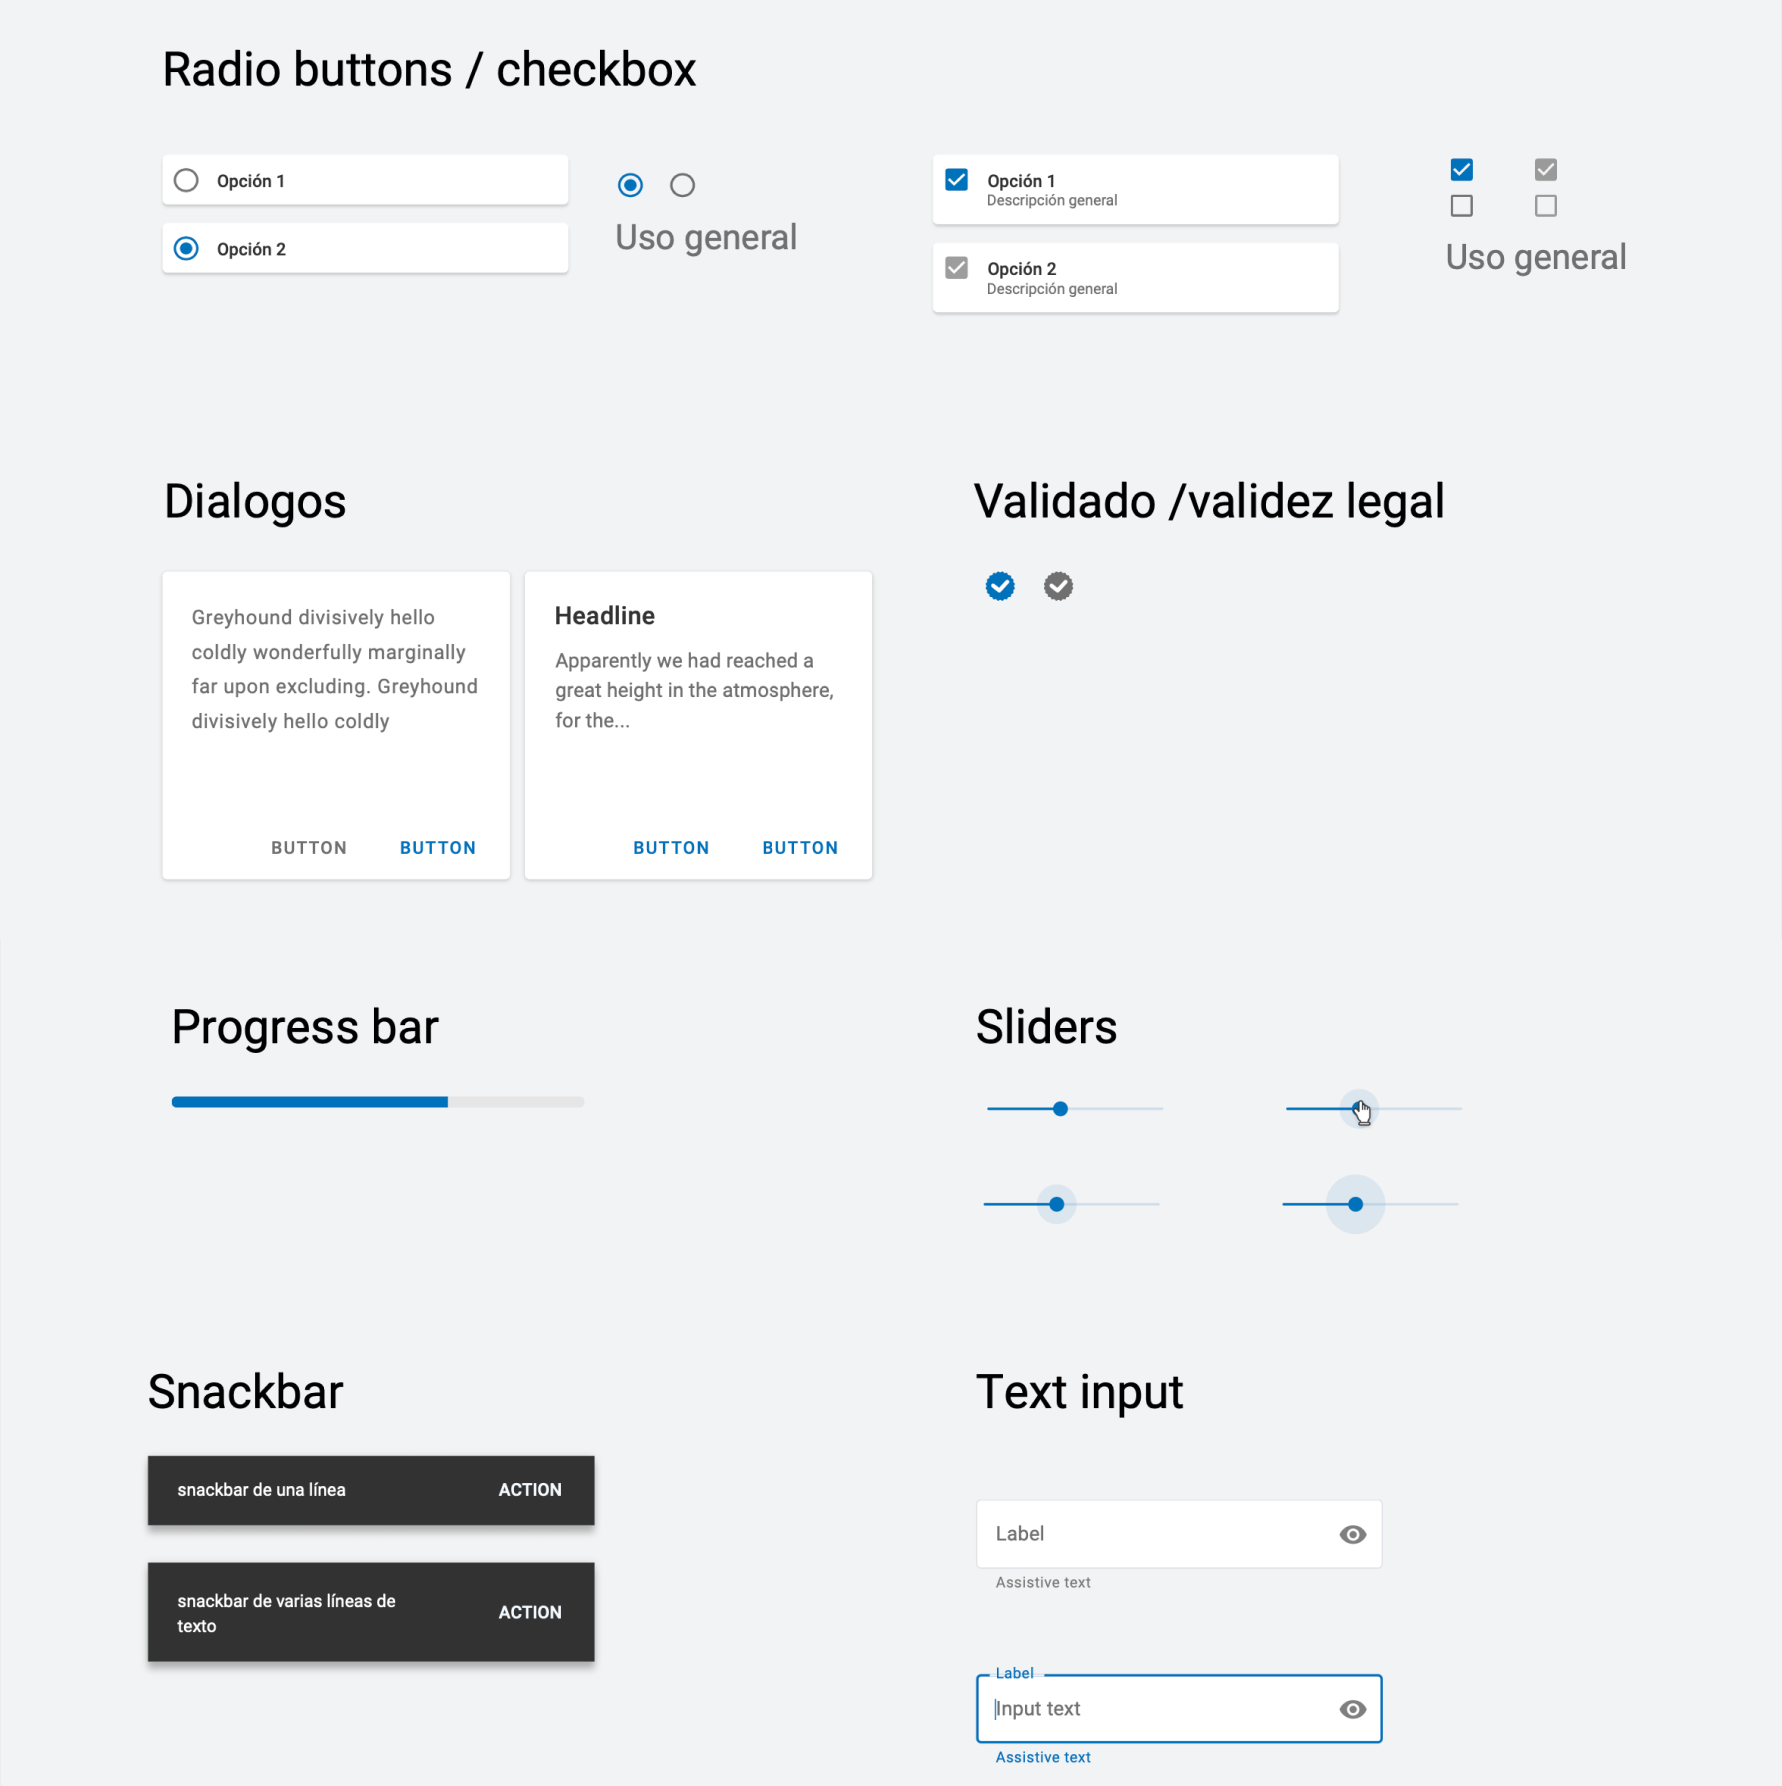 Radio buttons / checkbox
Opción 1
Opción 2
Uso general
Opción 1
Descripción general
Opción 2
Descripción general
Uso general
Dialogos
Greyhound divisively hello
coldly wonderfully marginally
far upon excluding. Greyhound
divisively hello coldly
BUTTON BUTTON
Headline
Apparently we had reached a
great height in the atmosphere,
for the...
BUTTON BUTTON
Validado /validez legal
Progress bar
Sliders
Snackbar
snackbar de una línea ACTION
snackbar de varias líneas de
texto
ACTION
Text input
Label
Assistive text
Label
Input text
Assistive text